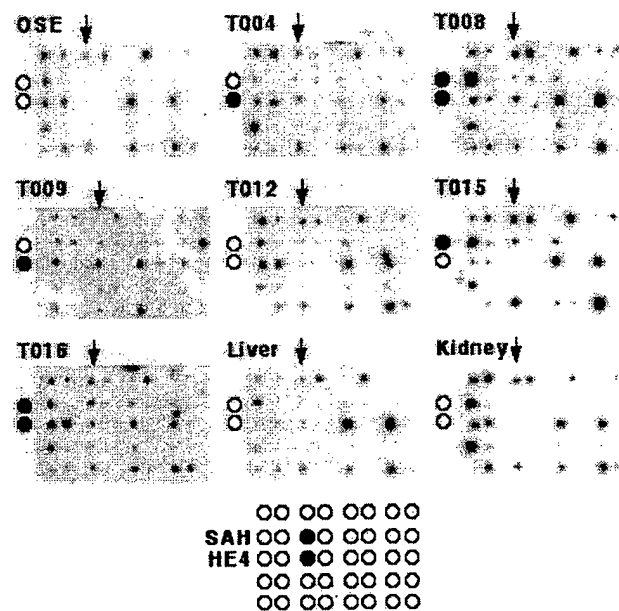 OSE T004 T008
T009 T012 T015
T016 Liver Kidney
SAH
HE4